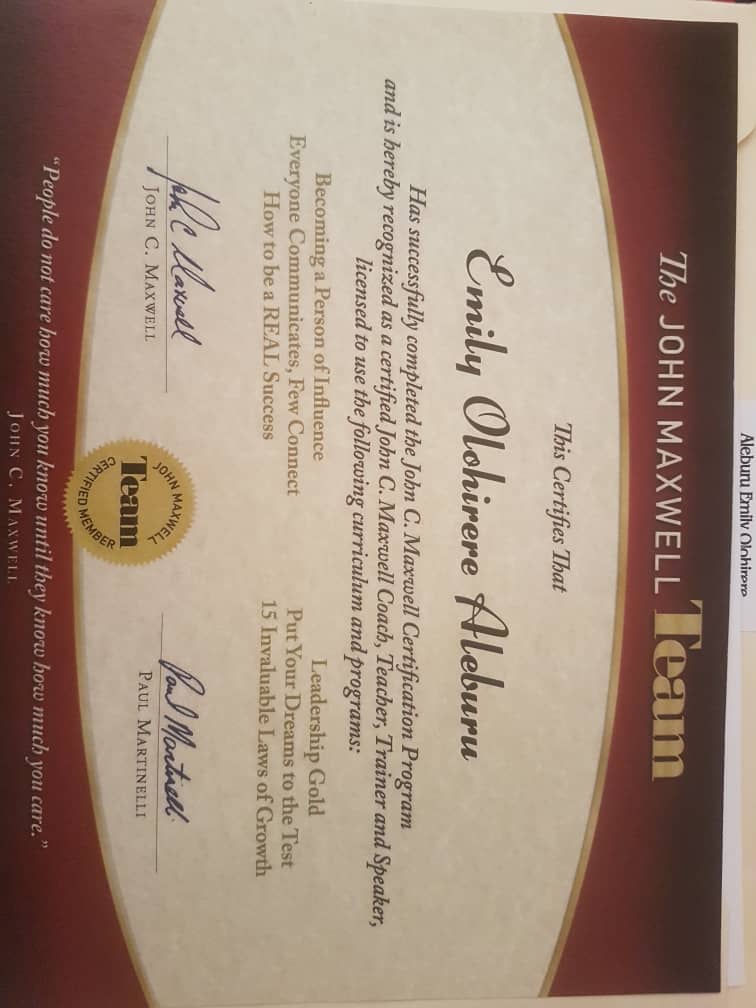 Aleburu Emily Olohirere
The JOHN MAXWELL Team
This Certifies That
Emily Olohirere Aleburu
Has successfully completed the John C. Maxwell Certification Program
and is hereby recognized as a certified John C. Maxwell Coach, Teacher, Trainer and Speaker,
licensed to use the following curriculum and programs:
Becoming a Person of Influence
Everyone Communicates, Few Connect
How to be a REAL Success
Leadership Gold
Put Your Dreams to the Test
15 Invaluable Laws of Growth
John C Maxwell
JOHN C. MAXWELL
JOHN MAXWELL
Team
CERTIFIED MEMBER
Paul Martinelli
PAUL MARTINELLI
“People do not care how much you know until they know how much you care.”
JOHN C. MAXWELL